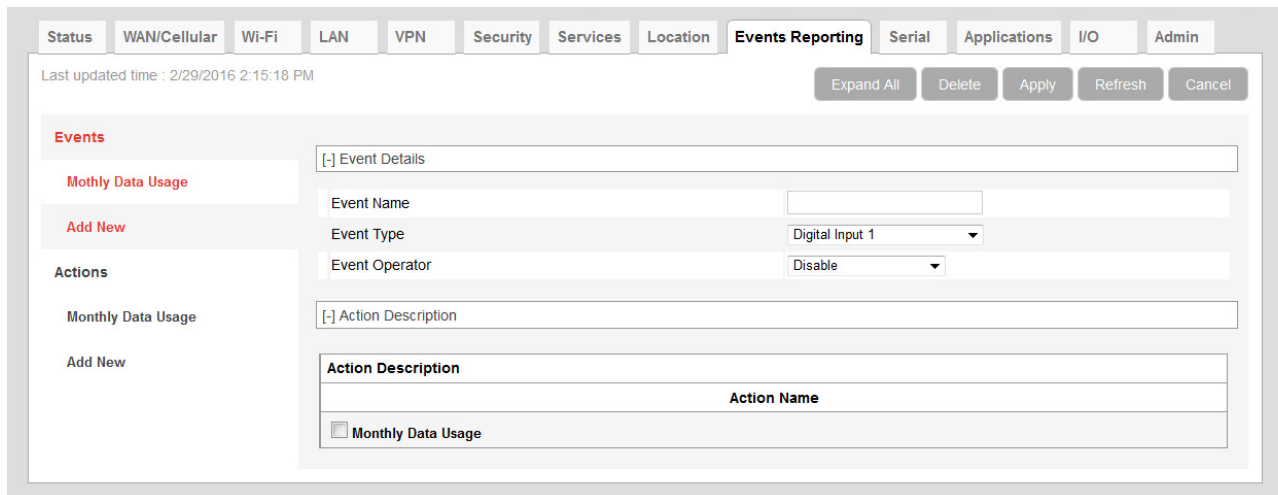 Status WAN/Cellular Wi-Fi LAN VPN Security Services Location Events Reporting Serial Applications I/O Admin
Last updated time : 2/29/2016 2:15:18 PM
Expand All Delete Apply Refresh Cancel
Events
Mothly Data Usage
Add New
Actions
Monthly Data Usage
Add New
[-] Event Details
Event Name
Event Type Digital Input 1
Event Operator Disable
[-] Action Description
Action Description
Action Name
Monthly Data Usage